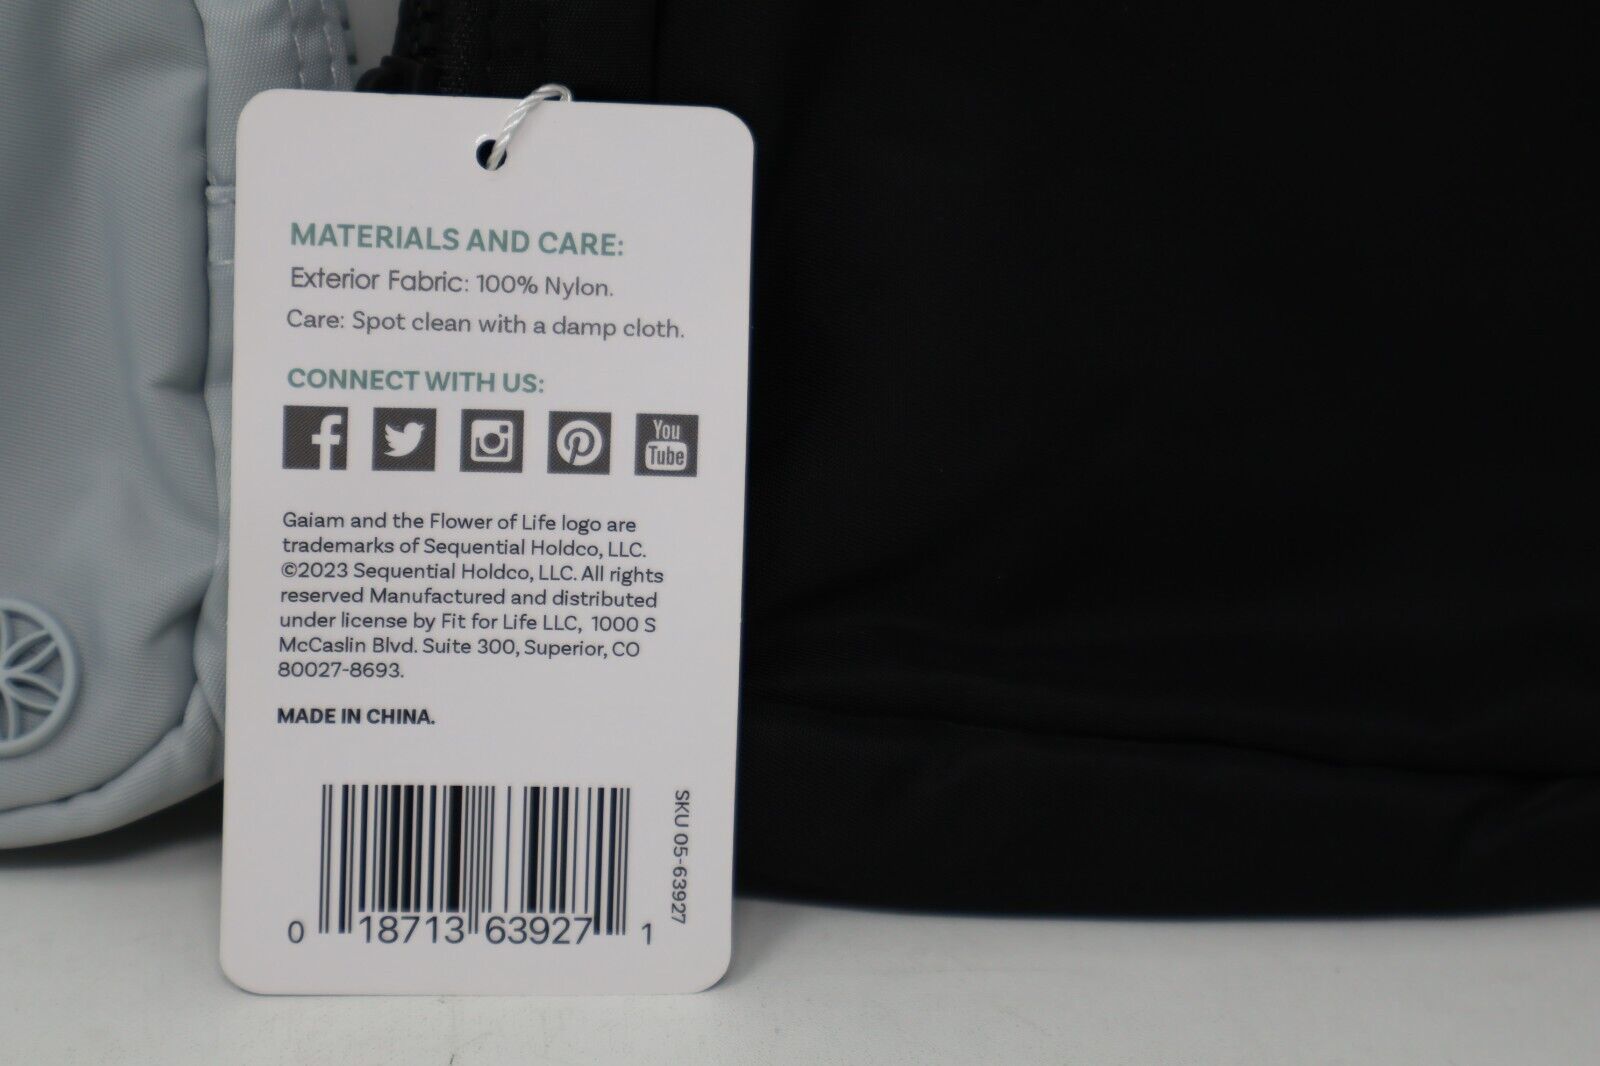 MATERIALS AND CARE:
Exterior Fabric: 100% Nylon.
Care: Spot clean with a damp cloth.
CONNECT WITH US:
You
Tube
Gaiam and the Flower of Life logo are
trademarks of Sequential Holdco, LLC.
©2023 Sequential Holdco, LLC. All rights
reserved Manufactured and distributed
under license by Fit for Life LLC, 1000 S
McCaslin Blvd. Suite 300, Superior, CO
80027-8693.
MADE IN CHINA.
SKU 05-63927
0 18713 63927 1